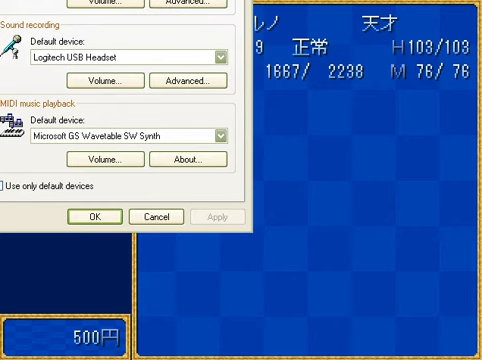 Volume...
Advanced...
Sound recording
Default device:
Logitech USB Headset
Volume...
Advanced...
MIDI music playback
Default device:
Microsoft GS Wavetable SW Synth
Volume...
About...
Use only default devices
OK
Cancel
Apply
ルノ 天才
9 正常 H103/103
1667/ 2238 M 76/ 76
500円